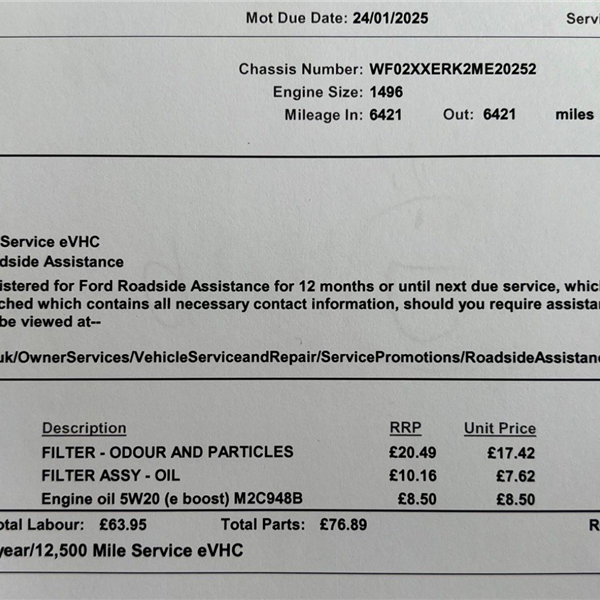 Mot Due Date: 24/01/2025
Chassis Number: WF02XXERK2ME20252
Engine Size: 1496
Mileage In: 6421 Out: 6421 miles
Service eVHC
dside Assistance
istered for Ford Roadside Assistance for 12 months or until next due service, whic
ched which contains all necessary contact information, should you require assista
be viewed at--
uk/OwnerServices/VehicleServiceandRepair/ServicePromotions/RoadsideAssistanc
Description RRP Unit Price
FILTER - ODOUR AND PARTICLES £20.49 £17.42
FILTER ASSY - OIL £10.16 £7.62
Engine oil 5W20 (e boost) M2C948B £8.50 £8.50
otal Labour: £63.95 Total Parts: £76.89 R
year/12,500 Mile Service eVHC